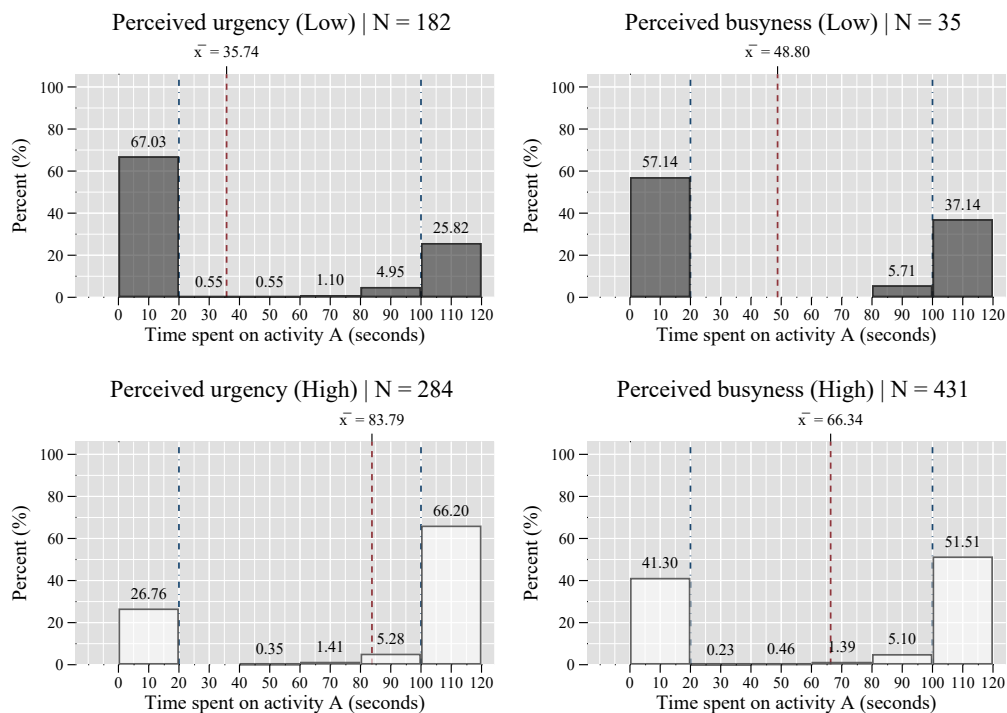 Perceived urgency (Low) | N = 182
x̄ = 35.74
Percent (%)
100
80
60
40
20
0
67.03
0.55
0.55
1.10
4.95
25.82
0 10 20 30 40 50 60 70 80 90 100 110 120
Time spent on activity A (seconds)
Perceived busyness (Low) | N = 35
x̄ = 48.80
Percent (%)
100
80
60
40
20
0
57.14
5.71
37.14
0 10 20 30 40 50 60 70 80 90 100 110 120
Time spent on activity A (seconds)
Perceived urgency (High) | N = 284
x̄ = 83.79
Percent (%)
100
80
60
40
20
0
26.76
0.35
1.41
5.28
66.20
0 10 20 30 40 50 60 70 80 90 100 110 120
Time spent on activity A (seconds)
Perceived busyness (High) | N = 431
x̄ = 66.34
Percent (%)
100
80
60
40
20
0
41.30
0.23
0.46
1.39
5.10
51.51
0 10 20 30 40 50 60 70 80 90 100 110 120
Time spent on activity A (seconds)